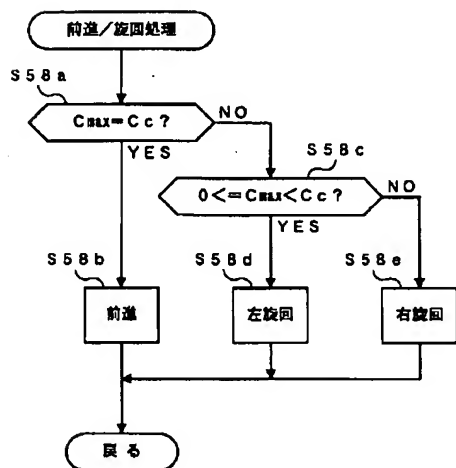 前進/旋回処理
S58a
Cmax=Cc?
NO
YES
S58c
0<=Cmax<Cc?
NO
YES
S58b
S58d
S58e
前進
左旋回
右旋回
戻る